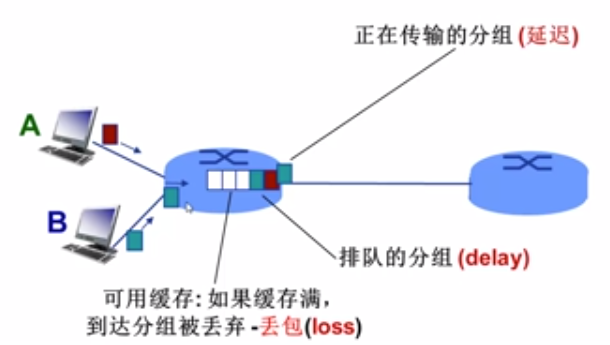 正在传输的分组 (延迟)
A
B
排队的分组 (delay)
可用缓存: 如果缓存满，
到达分组被丢弃 -丢包(loss)